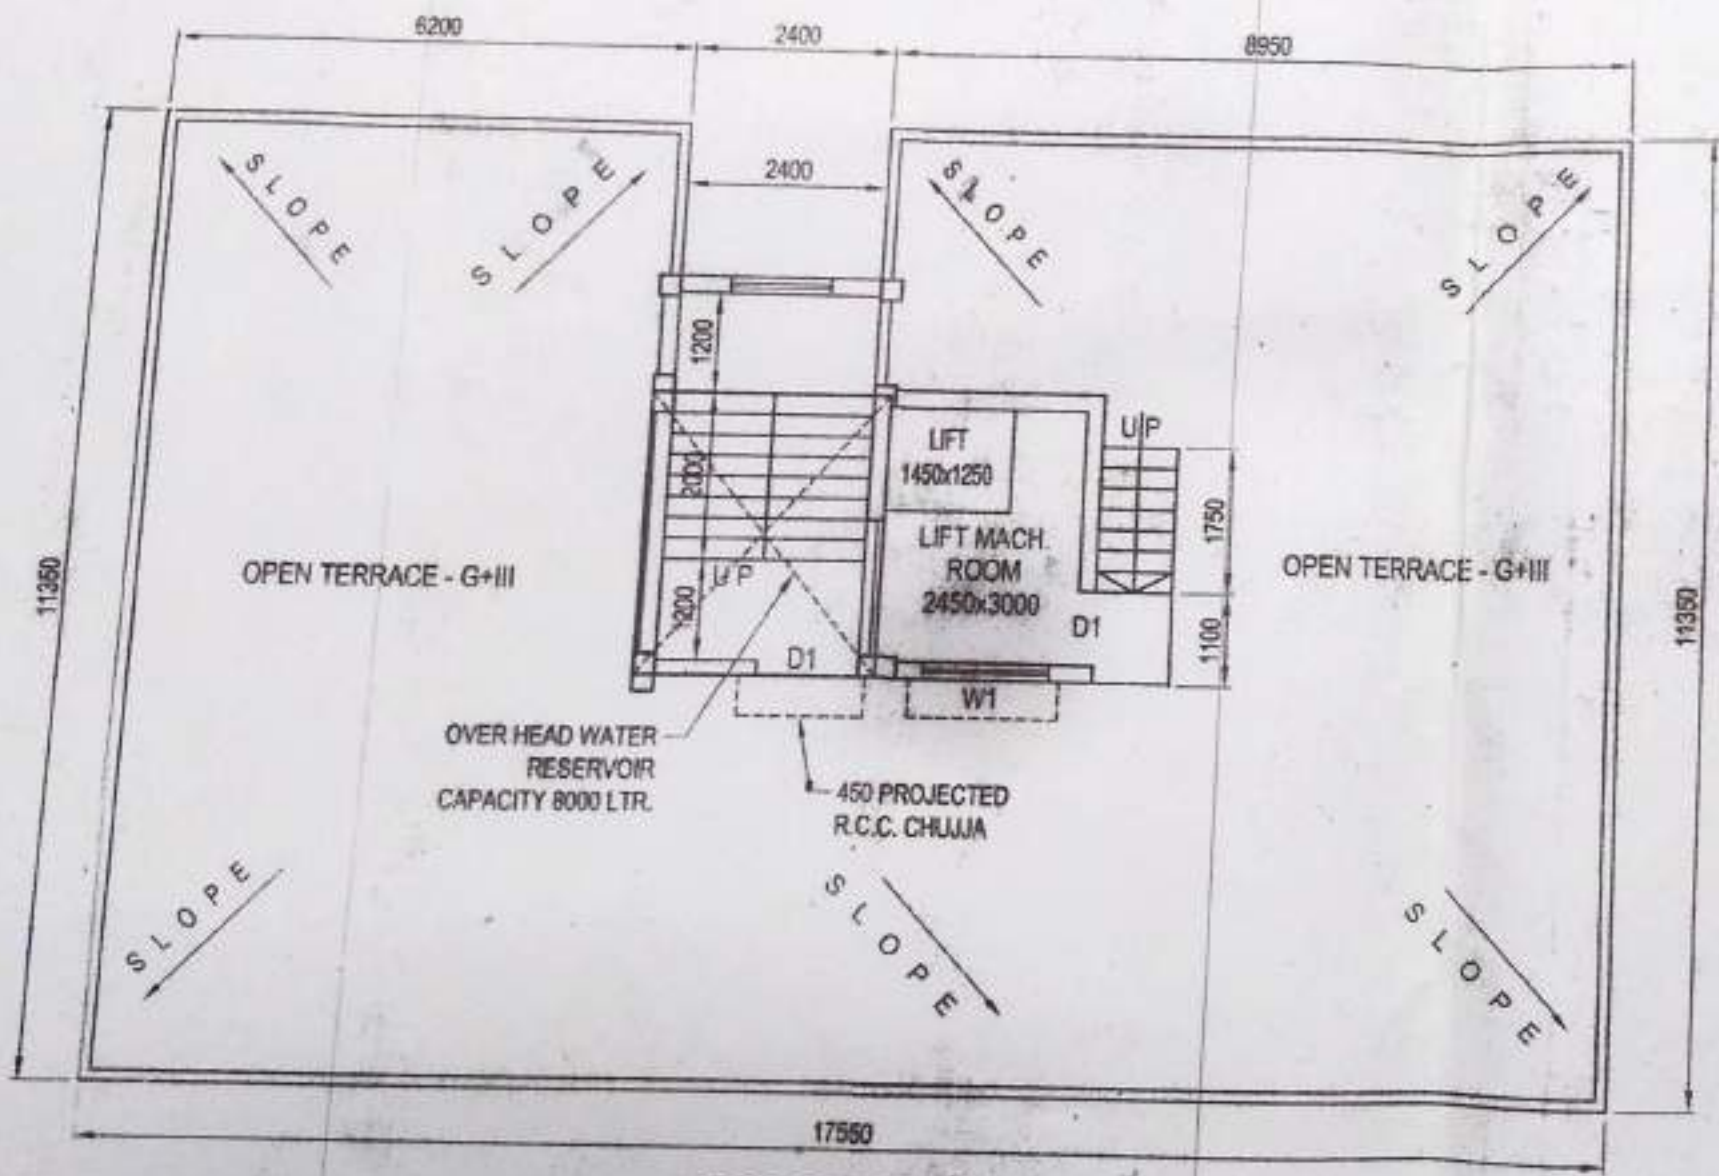 6200
2400
8950
2400
SLOPE
SLOPE
SLOPE
SLOPE
1200
2000
1200
UP
D1
LIFT
1450x1250
LIFT MACH.
ROOM
2450x3000
UP
1750
1100
D1
W1
OPEN TERRACE - G+III
OPEN TERRACE - G+III
11350
11350
OVER HEAD WATER
RESERVOIR
CAPACITY 8000 LTR.
450 PROJECTED
R.C.C. CHUJJA
SLOPE
SLOPE
SLOPE
17550